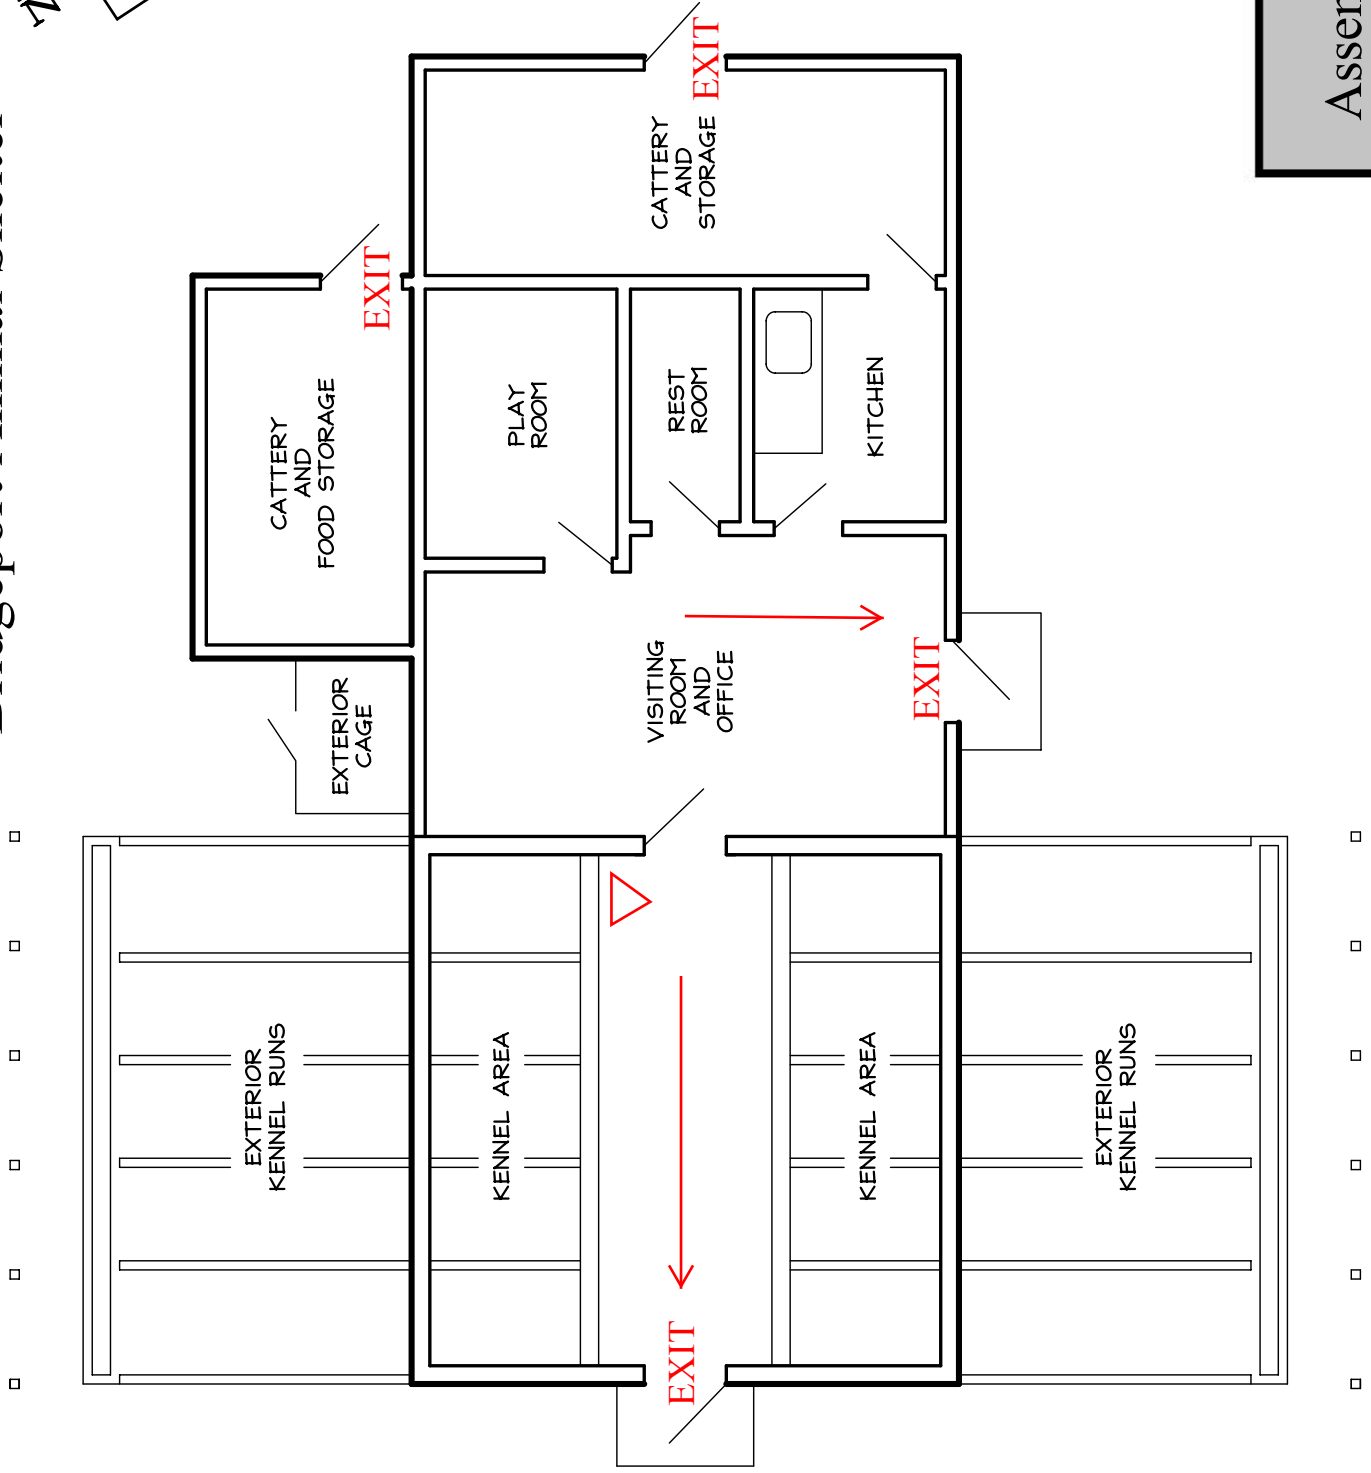 N
EXTERIOR
KENNEL RUNS
CATTERY
AND
FOOD STORAGE
EXTERIOR
CAGE
EXIT
KENNEL AREA
PLAY
ROOM
EXIT
VISITING
ROOM
AND
OFFICE
REST
ROOM
CATTERY
AND
STORAGE
EXIT
KENNEL AREA
KITCHEN
EXIT
EXTERIOR
KENNEL RUNS